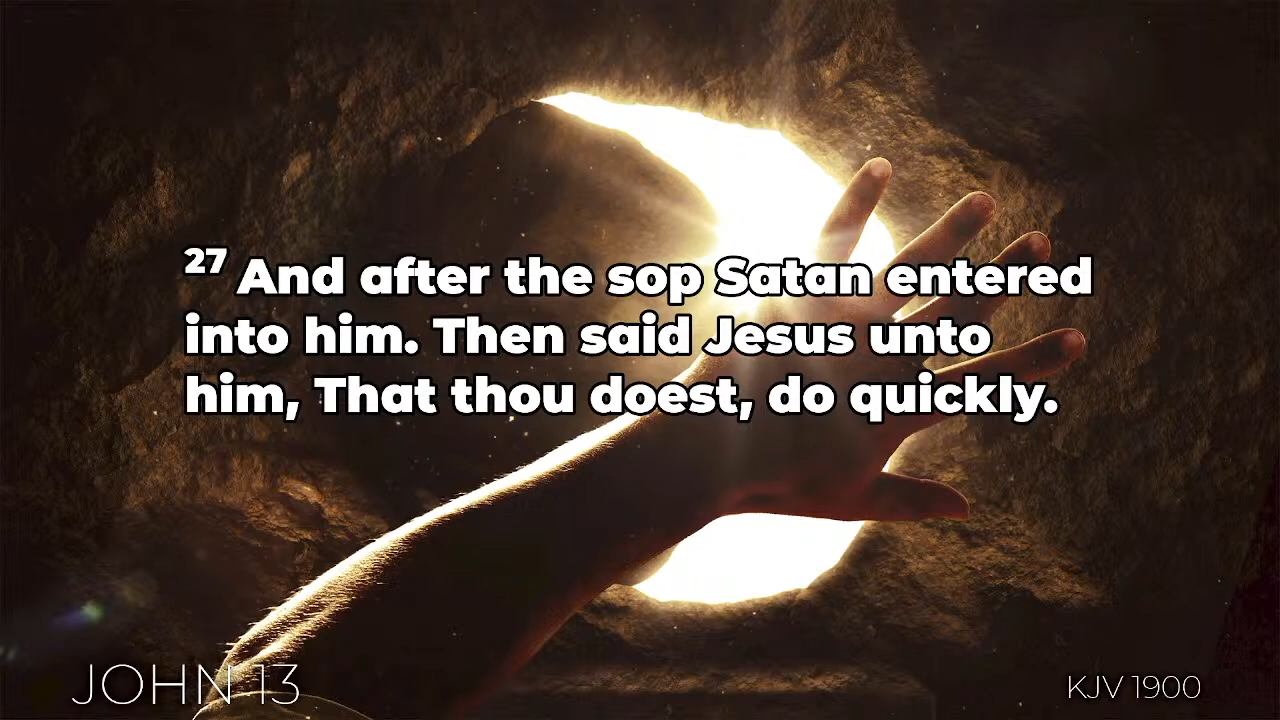 27 And after the sop Satan entered
into him. Then said Jesus unto
him, That thou doest, do quickly.
JOHN 13
KJV 1900